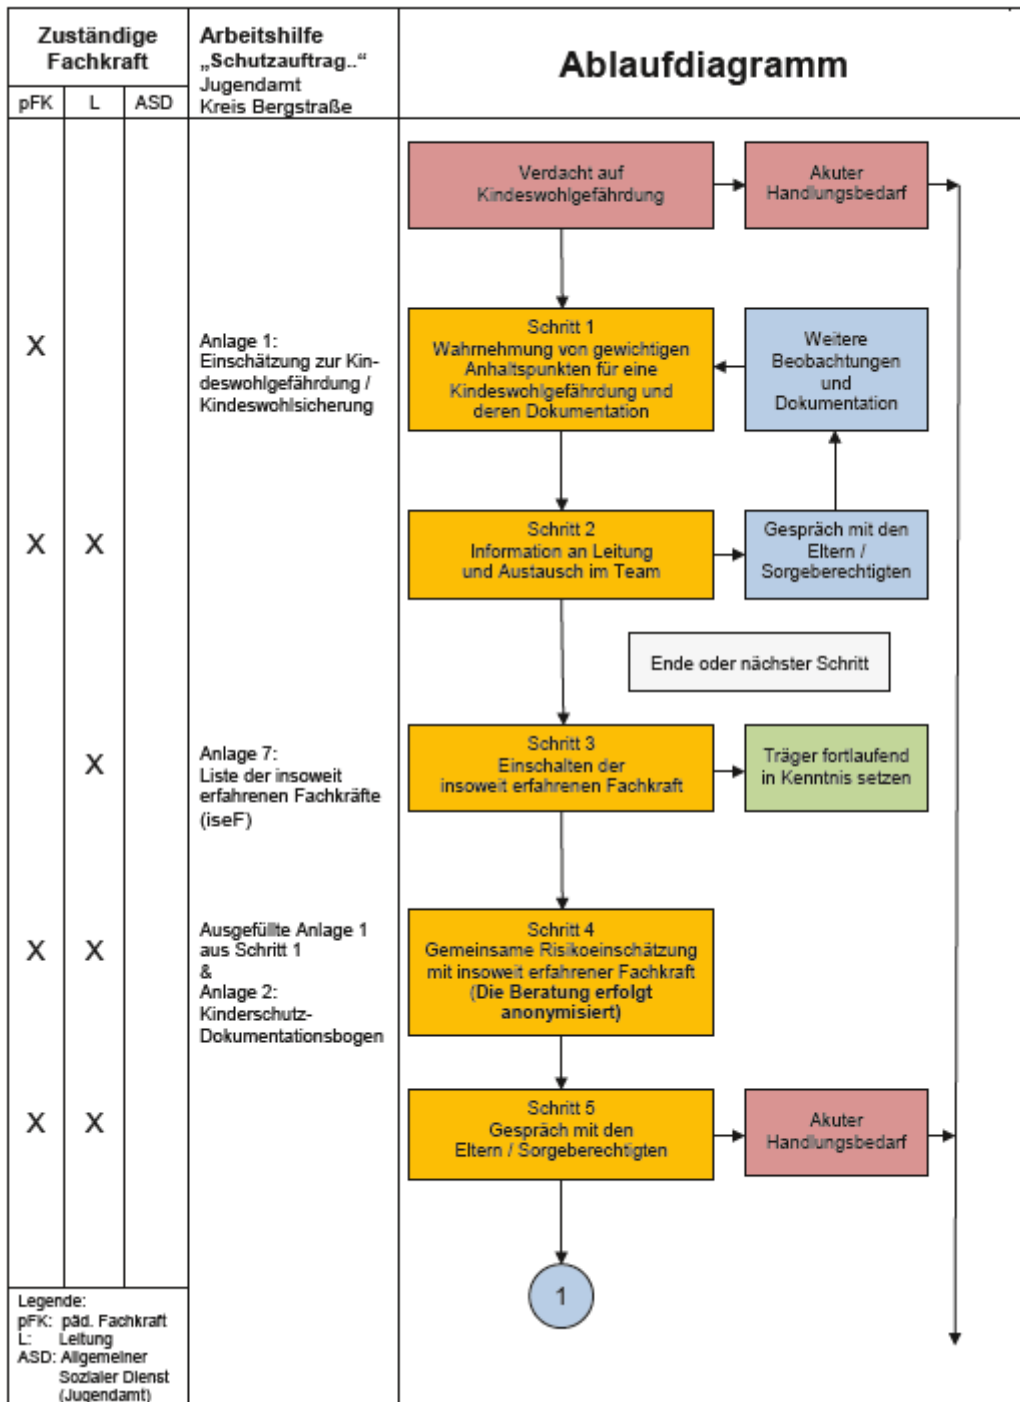 Zuständige
Fachkraft
pFK
L
ASD
Arbeitshilfe
„Schutzauftrag..“
Jugendamt
Kreis Bergstraße
Ablaufdiagramm
Verdacht auf
Kindeswohlgefährdung
Akuter
Handlungsbedarf
X
Anlage 1:
Einschätzung zur Kin-
deswohlgefährdung /
Kindeswohlsicherung
Schritt 1
Wahrnehmung von gewichtigen
Anhaltspunkten für eine
Kindeswohlgefährdung und
deren Dokumentation
Weitere
Beobachtungen
und
Dokumentation
X
X
Schritt 2
Information an Leitung
und Austausch im Team
Gespräch mit den
Eltern /
Sorgeberechtigten
Ende oder nächster Schritt
X
Anlage 7:
Liste der insoweit
erfahrenen Fachkräfte
(iseF)
Schritt 3
Einschalten der
insoweit erfahrenen Fachkraft
Träger fortlaufend
in Kenntnis setzen
X
X
Ausgefüllte Anlage 1
aus Schritt 1
&
Anlage 2:
Kinderschutz-
Dokumentationsbogen
Schritt 4
Gemeinsame Risikoeinschätzung
mit insoweit erfahrener Fachkraft
(Die Beratung erfolgt
anonymisiert)
X
X
Schritt 5
Gespräch mit den
Eltern / Sorgeberechtigten
Akuter
Handlungsbedarf
1
Legende:
pFK: päd. Fachkraft
L: Leitung
ASD: Allgemeiner
Sozialer Dienst
(Jugendamt)